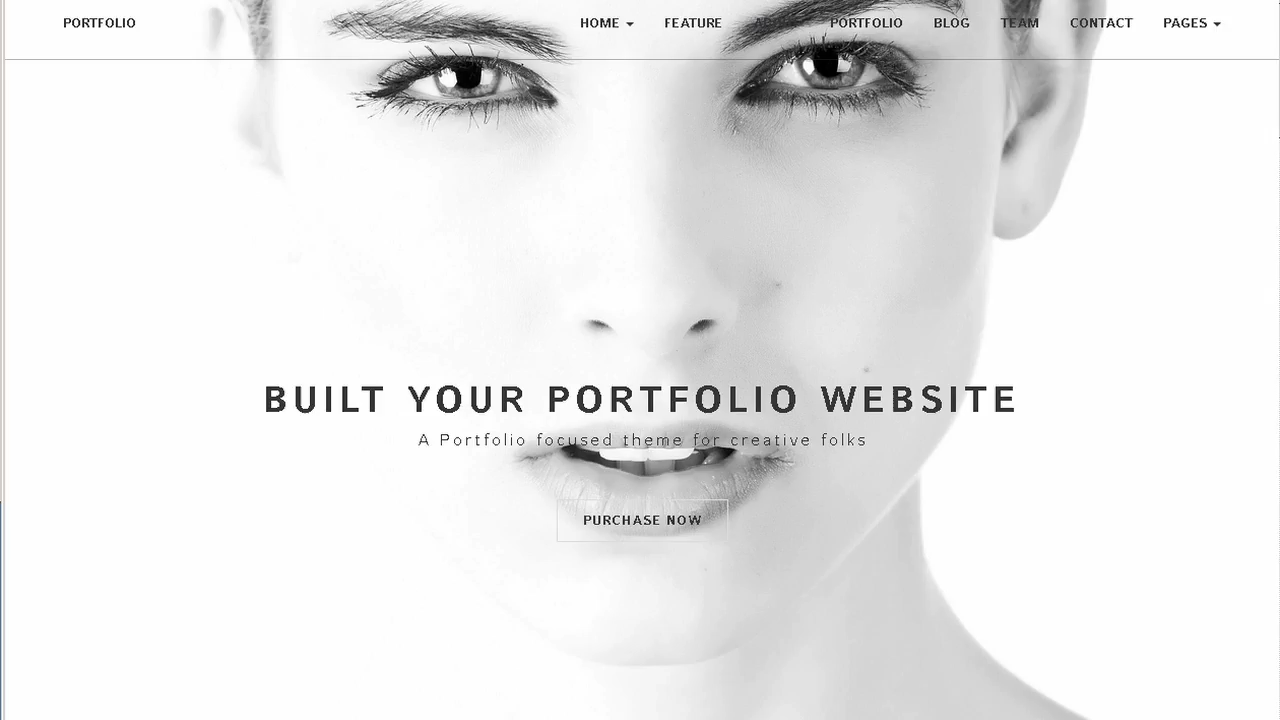 PORTFOLIO HOME FEATURE ABOUT PORTFOLIO BLOG TEAM CONTACT PAGES
BUILT YOUR PORTFOLIO WEBSITE
A Portfolio focused theme for creative folks
PURCHASE NOW